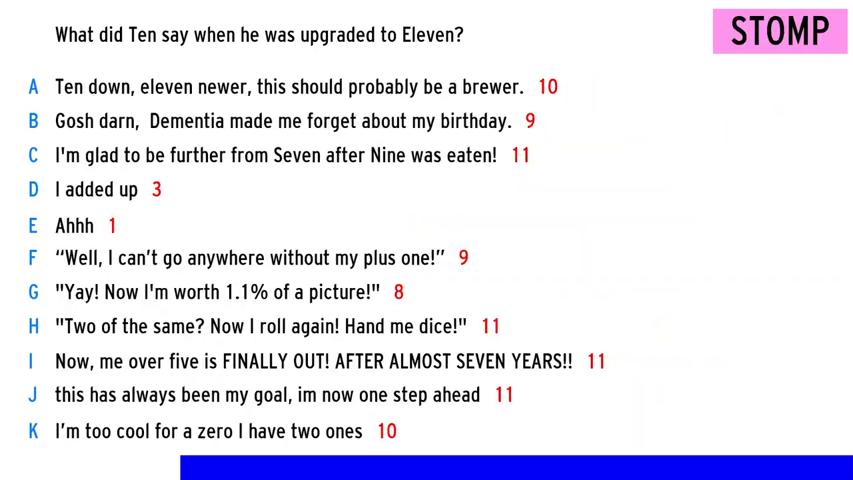 What did Ten say when he was upgraded to Eleven?
STOMP
A Ten down, eleven newer, this should probably be a brewer. 10
B Gosh darn, Dementia made me forget about my birthday. 9
C I'm glad to be further from Seven after Nine was eaten! 11
D I added up 3
E Ahhh 1
F “Well, I can’t go anywhere without my plus one!” 9
G "Yay! Now I'm worth 1.1% of a picture!" 8
H "Two of the same? Now I roll again! Hand me dice!" 11
I Now, me over five is FINALLY OUT! AFTER ALMOST SEVEN YEARS!! 11
J this has always been my goal, im now one step ahead 11
K I’m too cool for a zero I have two ones 10